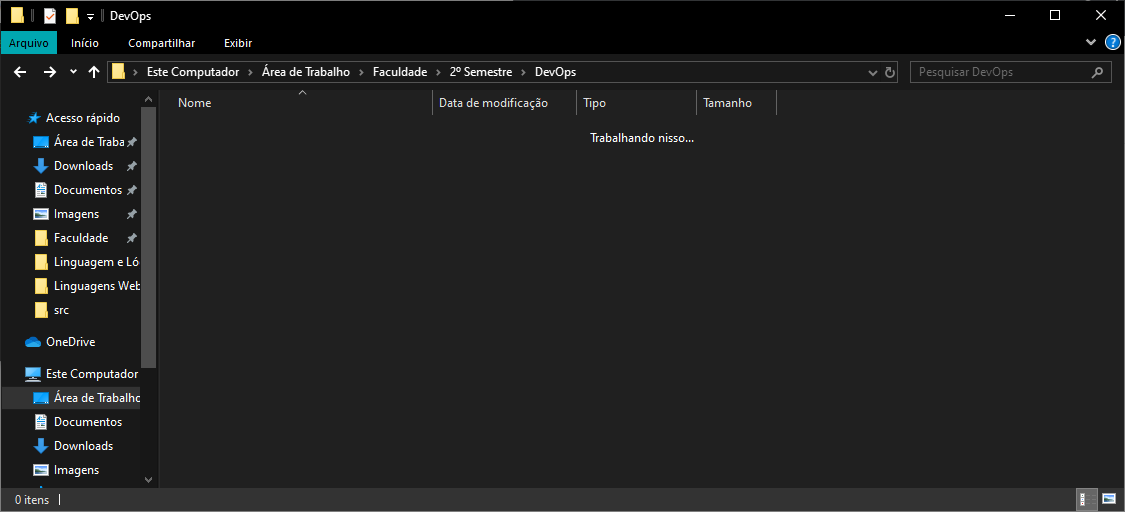 DevOps
Arquivo Início Compartilhar Exibir
Este Computador Área de Trabalho Faculdade 2º Semestre DevOps
Pesquisar DevOps
Nome Data de modificação Tipo Tamanho
Trabalhando nisso...
Acesso rápido
Área de Traba
Downloads
Documentos
Imagens
Faculdade
Linguagem e Ló
Linguagens Web
src
OneDrive
Este Computador
Área de Trabalho
Documentos
Downloads
Imagens
0 itens